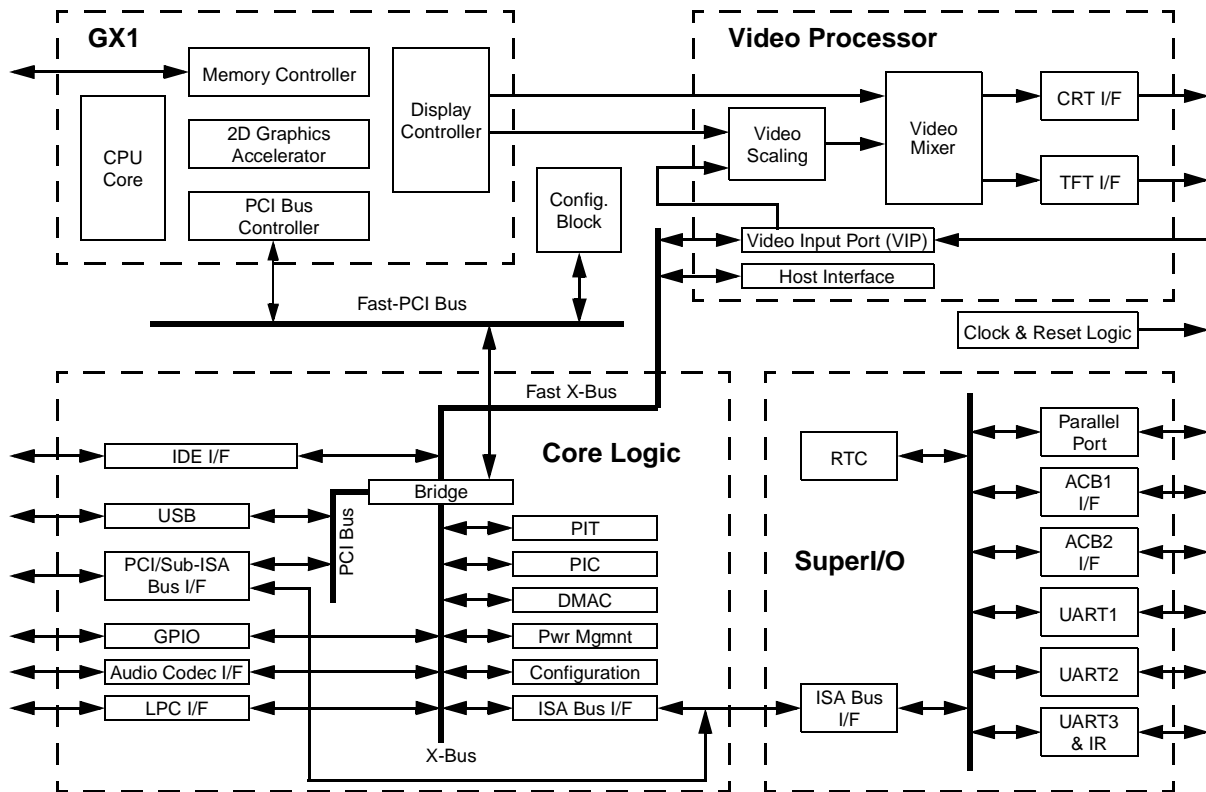 GX1
Memory Controller
CPU
Core
2D Graphics
Accelerator
PCI Bus
Controller
Display
Controller
Config.
Block
Fast-PCI Bus
Video Processor
Video
Scaling
Video
Mixer
CRT I/F
TFT I/F
Video Input Port (VIP)
Host Interface
Clock & Reset Logic
Fast X-Bus
Core Logic
IDE I/F
Bridge
USB
PCI Bus
PCI/Sub-ISA
Bus I/F
GPIO
Audio Codec I/F
LPC I/F
PIT
PIC
DMAC
Pwr Mgmnt
Configuration
ISA Bus I/F
X-Bus
SuperI/O
RTC
ISA Bus
I/F
Parallel
Port
ACB1
I/F
ACB2
I/F
UART1
UART2
UART3
& IR